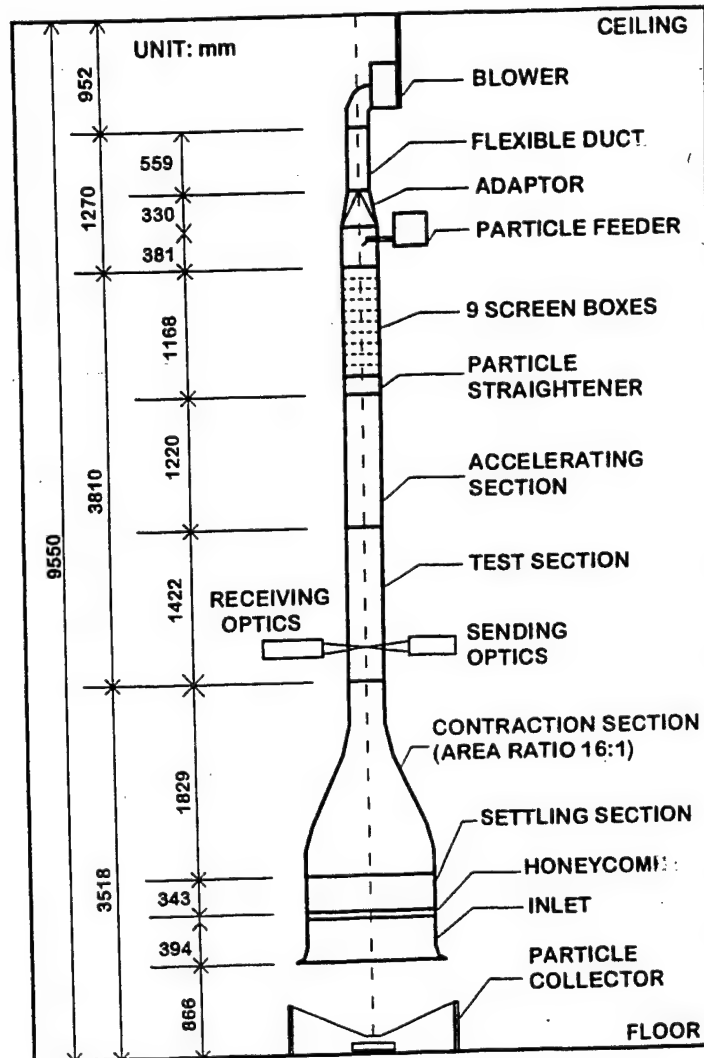 CEILING
UNIT: mm
BLOWER
952
FLEXIBLE DUCT
559
ADAPTOR
1270
330
PARTICLE FEEDER
381
9 SCREEN BOXES
1168
PARTICLE
STRAIGHTENER
1220
ACCELERATING
SECTION
3810
9550
TEST SECTION
1422
RECEIVING
OPTICS
SENDING
OPTICS
CONTRACTION SECTION
(AREA RATIO 16:1)
1829
SETTLING SECTION
3518
HONEYCOMB
343
INLET
394
PARTICLE
COLLECTOR
866
FLOOR